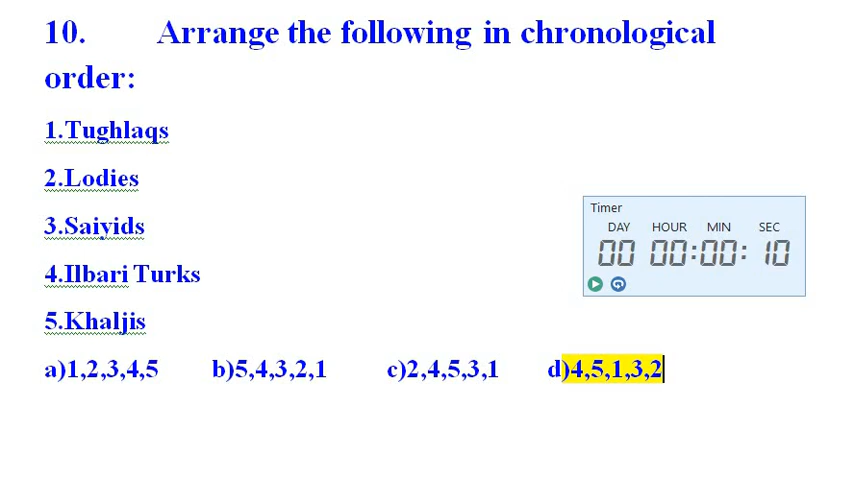 10. Arrange the following in chronological
order:
1.Tughlaqs
2.Lodies
3.Saiyids
4.Ilbari Turks
5.Khaljis
Timer
DAY HOUR MIN SEC
00 00:00: 10
a)1,2,3,4,5 b)5,4,3,2,1 c)2,4,5,3,1 d)4,5,1,3,2